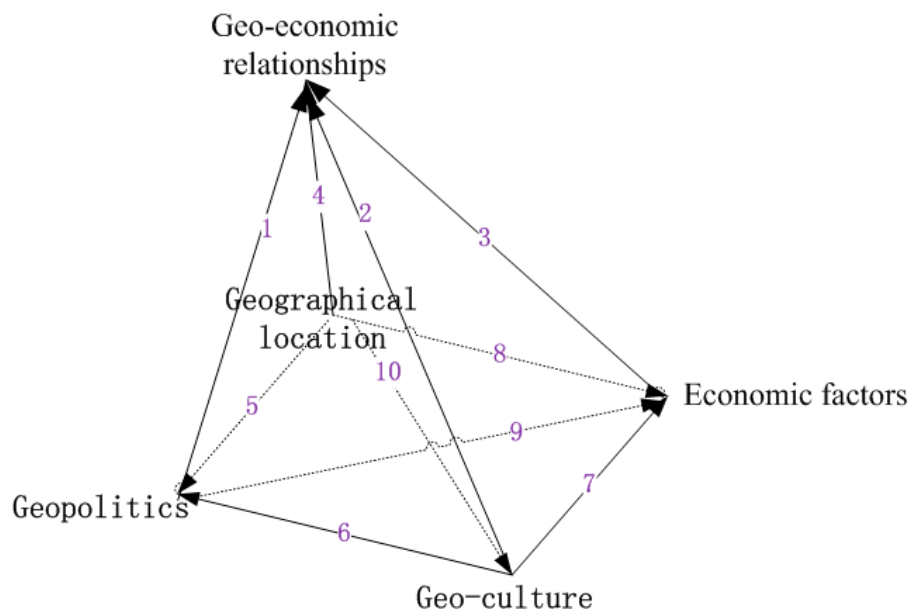 Geo-economic
relationships
4
2
1
3
Geographical
location
8
10
5
Economic factors
9
7
Geopolitics
6
Geo-culture